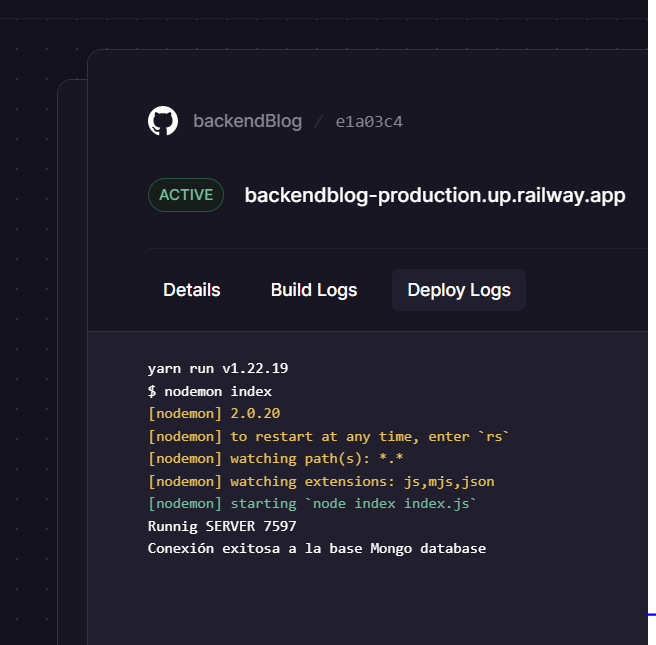 backendBlog / e1a03c4
ACTIVE backendblog-production.up.railway.app
Details Build Logs Deploy Logs
yarn run v1.22.19
$ nodemon index
[nodemon] 2.0.20
[nodemon] to restart at any time, enter `rs`
[nodemon] watching path(s): *.*
[nodemon] watching extensions: js,mjs,json
[nodemon] starting `node index index.js`
Runnig SERVER 7597
Conexión exitosa a la base Mongo database